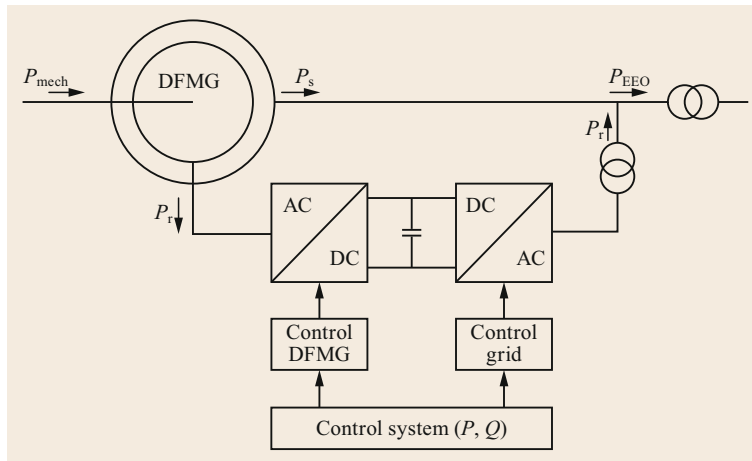 P_mech
DFMG
P_s
P_EEO
P_r
P_r
AC
DC
DC
AC
Control
DFMG
Control
grid
Control system (P, Q)